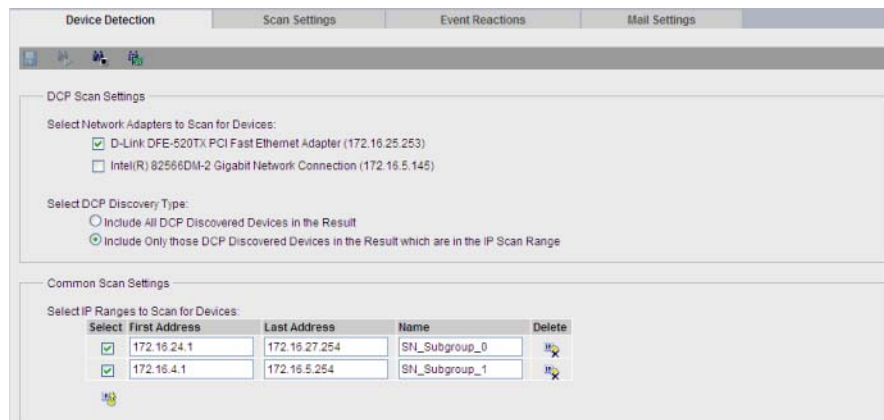 Device Detection Scan Settings Event Reactions Mail Settings
DCP Scan Settings
Select Network Adapters to Scan for Devices:
D-Link DFE-520TX PCI Fast Ethernet Adapter (172.16.25.253)
Intel(R) 82566DM-2 Gigabit Network Connection (172.16.5.145)
Select DCP Discovery Type:
Include All DCP Discovered Devices in the Result
Include Only those DCP Discovered Devices in the Result which are in the IP Scan Range
Common Scan Settings
Select IP Ranges to Scan for Devices:
Select First Address Last Address Name Delete
172.16.24.1 172.16.27.254 SN_Subgroup_0
172.16.4.1 172.16.5.254 SN_Subgroup_1